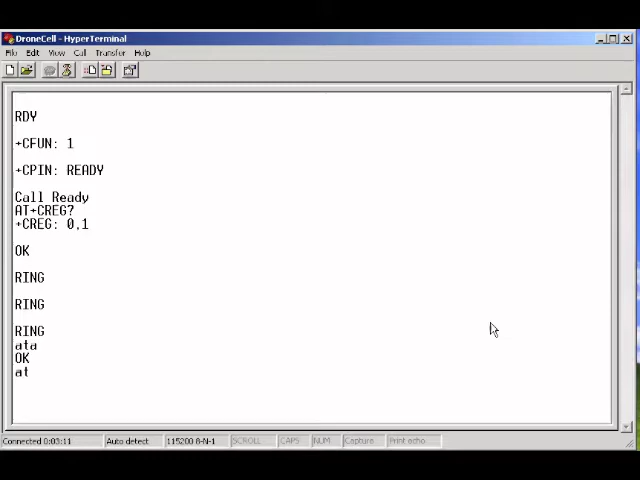 DroneCell - HyperTerminal
File Edit View Call Transfer Help
RDY
+CFUN: 1
+CPIN: READY
Call Ready
AT+CREG?
+CREG: 0,1
OK
RING
RING
RING
ata
OK
at
Connected 0:03:11 Auto detect 115200 8-N-1 SCROLL CAPS NUM Capture Print echo